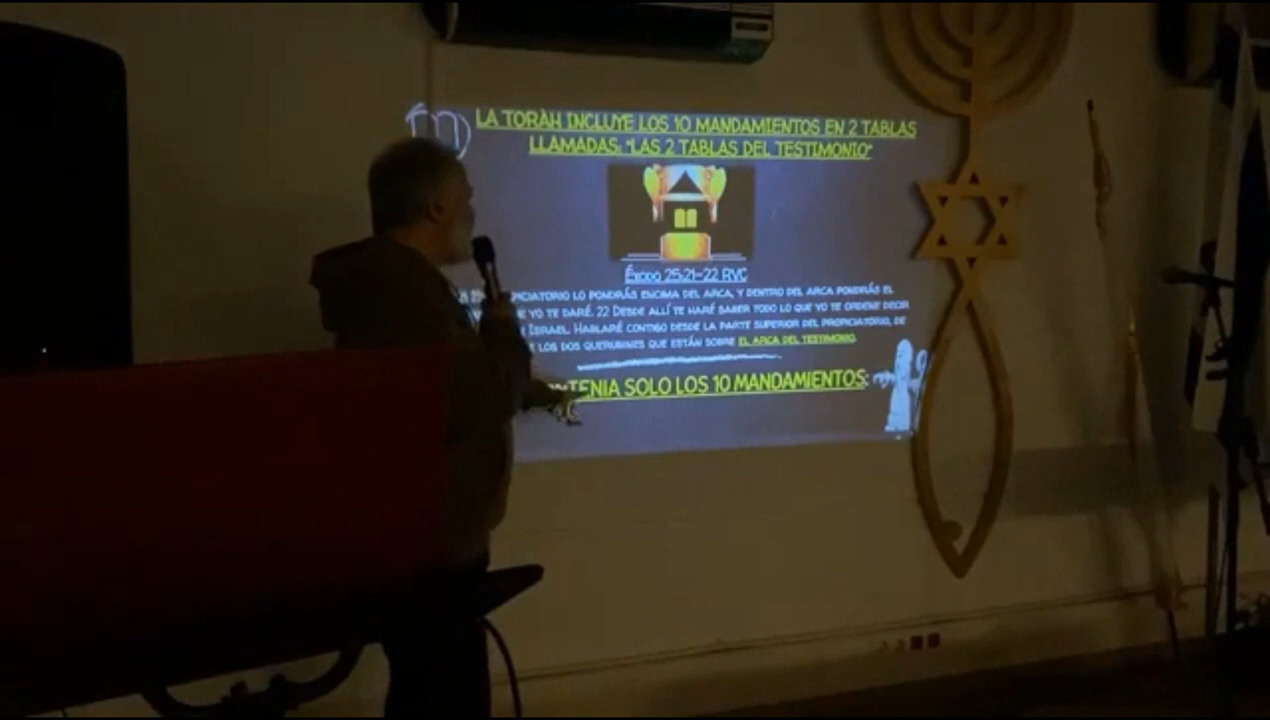 LA TORÀH INCLUYE LOS 10 MANDAMIENTOS EN 2 TABLAS
LLAMADAS: "LAS 2 TABLAS DEL TESTIMONIO"
Éxodo 25:21-22 RVC
LO PONDRÁS ENCIMA DEL ARCA, Y DENTRO DEL ARCA PONDRÁS EL
YO TE DARÉ. 22 DESDE ALLÍ TE HARÉ SABER TODO LO QUE YO TE ORDENE DECIR
ISRAEL. HABLARÉ CONTIGO DESDE LA PARTE SUPERIOR DEL PROPICIATORIO, DE
LOS DOS QUERUBINES QUE ESTÁN SOBRE EL ARCA DEL TESTIMONIO.
SOLO LOS 10 MANDAMIENTOS: